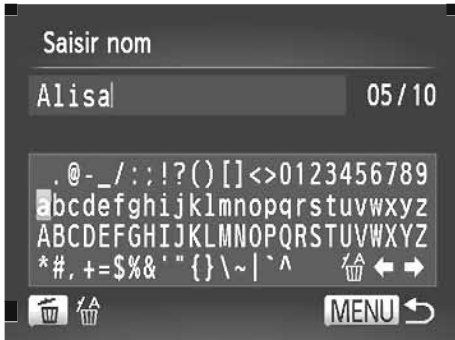 Saisir nom
Alisa
05/10
.@-_/:;!?()[]<>0123456789
abcdefghijklmnopqrstuvwxyz
ABCDEFGHIJKLMNOPQRSTUVWXYZ
*#,+=$%&'"{}\~|`^
MENU